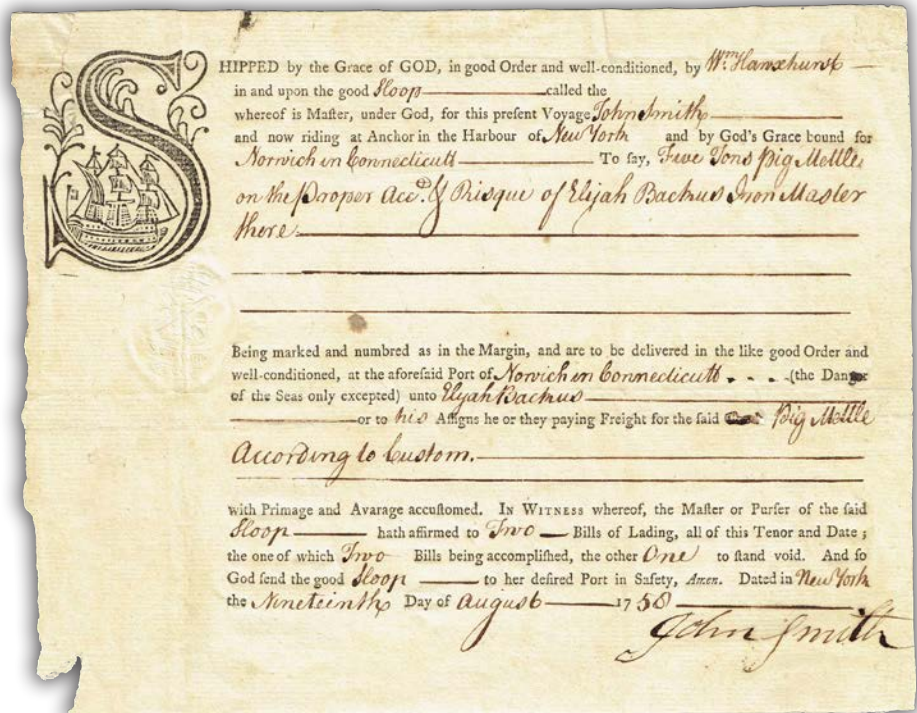 SHIPPED by the Grace of GOD, in good Order and well-conditioned, by Wm. Hawxhurst
in and upon the good Sloop called the
whereof is Maſter, under God, for this preſent Voyage John Smith
and now riding at Anchor in the Harbour of New York and by God's Grace bound for
Norwich in Connecticutt To ſay, Five Tons Pig Mettle
on the Proper Acct. & Risque of Elijah Backus Iron Master
there.
Being marked and numbred as in the Margin, and are to be delivered in the like good Order and
well-conditioned, at the aforeſaid Port of Norwich in Connecticutt (the Danger
of the Seas only excepted) unto Elijah Backus
or to his Aſſigns he or they paying Freight for the ſaid Pig Mettle
According to Custom.
with Primage and Avarage accuſtomed. IN WITNESS whereof, the Maſter or Purſer of the ſaid
Sloop hath affirmed to Two Bills of Lading, all of this Tenor and Date;
the one of which Two Bills being accompliſhed, the other One to ſtand void. And ſo
God ſend the good Sloop to her deſired Port in Safety, Amen. Dated in New York
the Nineteinth Day of August 1758
John Smith